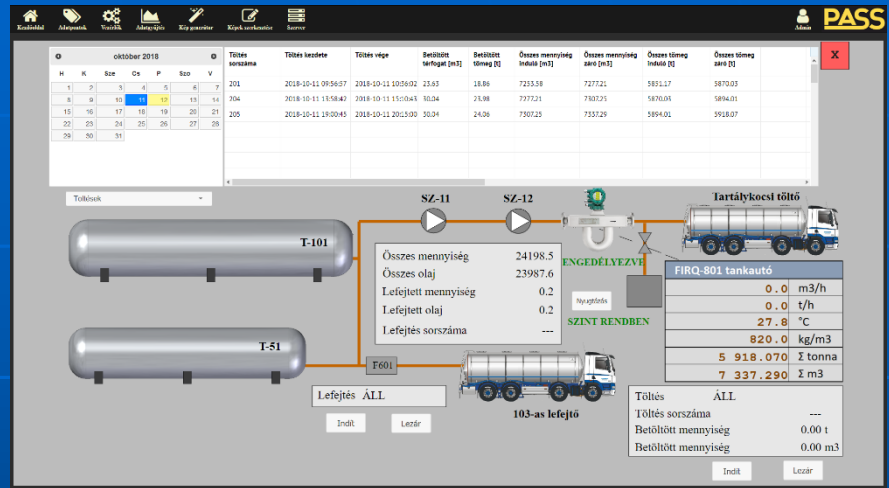 Kezdőoldal Adatpontok Vezérlők Adatgyűjtés Kép generátor Képek szerkesztése Szerver Admin PASS
október 2018
H K Sze Cs P Szo V
1 2 3 4 5 6 7
8 9 10 11 12 13 14
15 16 17 18 19 20 21
22 23 24 25 26 27 28
29 30 31
Töltés sorszáma Töltés kezdete Töltés vége Betöltött térfogat [m3] Betöltött tömeg [t] Összes mennyiség induló [m3] Összes mennyiség záró [m3] Összes tömeg induló [t] Összes tömeg záró [t] X
201 2018-10-11 09:56:57 2018-10-11 10:56:02 23.63 18.86 7253.58 7277.21 5851.17 5870.03
204 2018-10-11 13:58:42 2018-10-11 15:00:43 30.04 23.98 7277.21 7307.25 5870.03 5894.01
205 2018-10-11 19:00:45 2018-10-11 20:15:00 30.04 24.06 7307.25 7337.29 5894.01 5918.07
Töltések
SZ-11 SZ-12 Tartálykocsi töltő
T-101
Összes mennyiség 24198.5
Összes olaj 23987.6
Lefejtett mennyiség 0.2
Lefejtett olaj 0.2
Lefejtés sorszáma ---
ENGEDÉLYEZVE
Nyugtázás
SZINT RENDBEN
FIRQ-801 tankautó
0.0 m3/h
0.0 t/h
27.8 °C
820.0 kg/m3
5 918.070 Σ tonna
7 337.290 Σ m3
T-51
F601
103-as lefejtő
Lefejtés ÁLL
Indít Lezár
Töltés ÁLL
Töltés sorszáma ---
Betöltött mennyiség 0.00 t
Betöltött mennyiség 0.00 m3
Indít Lezár